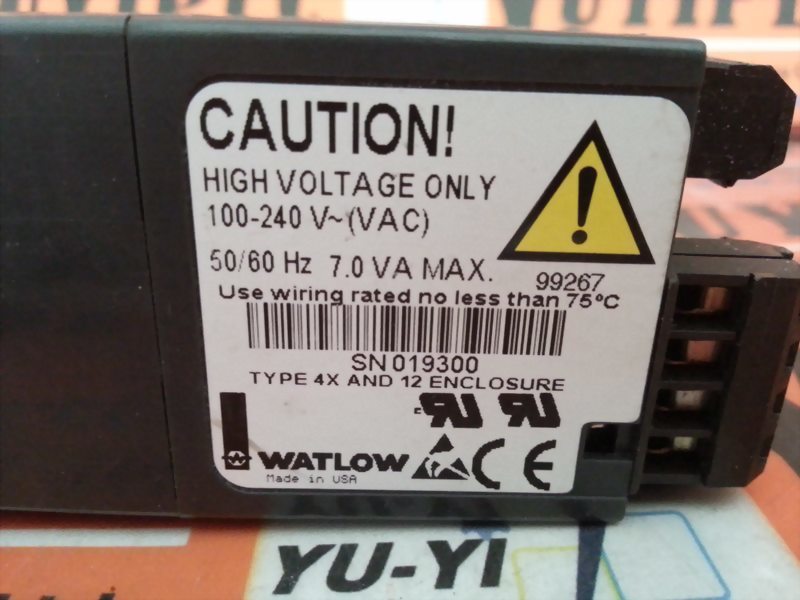 CAUTION!
HIGH VOLTAGE ONLY
100-240 V~(VAC)
50/60 Hz 7.0 VA MAX.
99267
Use wiring rated no less than 75ºC
SN 019300
TYPE 4X AND 12 ENCLOSURE
WATLOW
CE
Made in USA
YU-YI